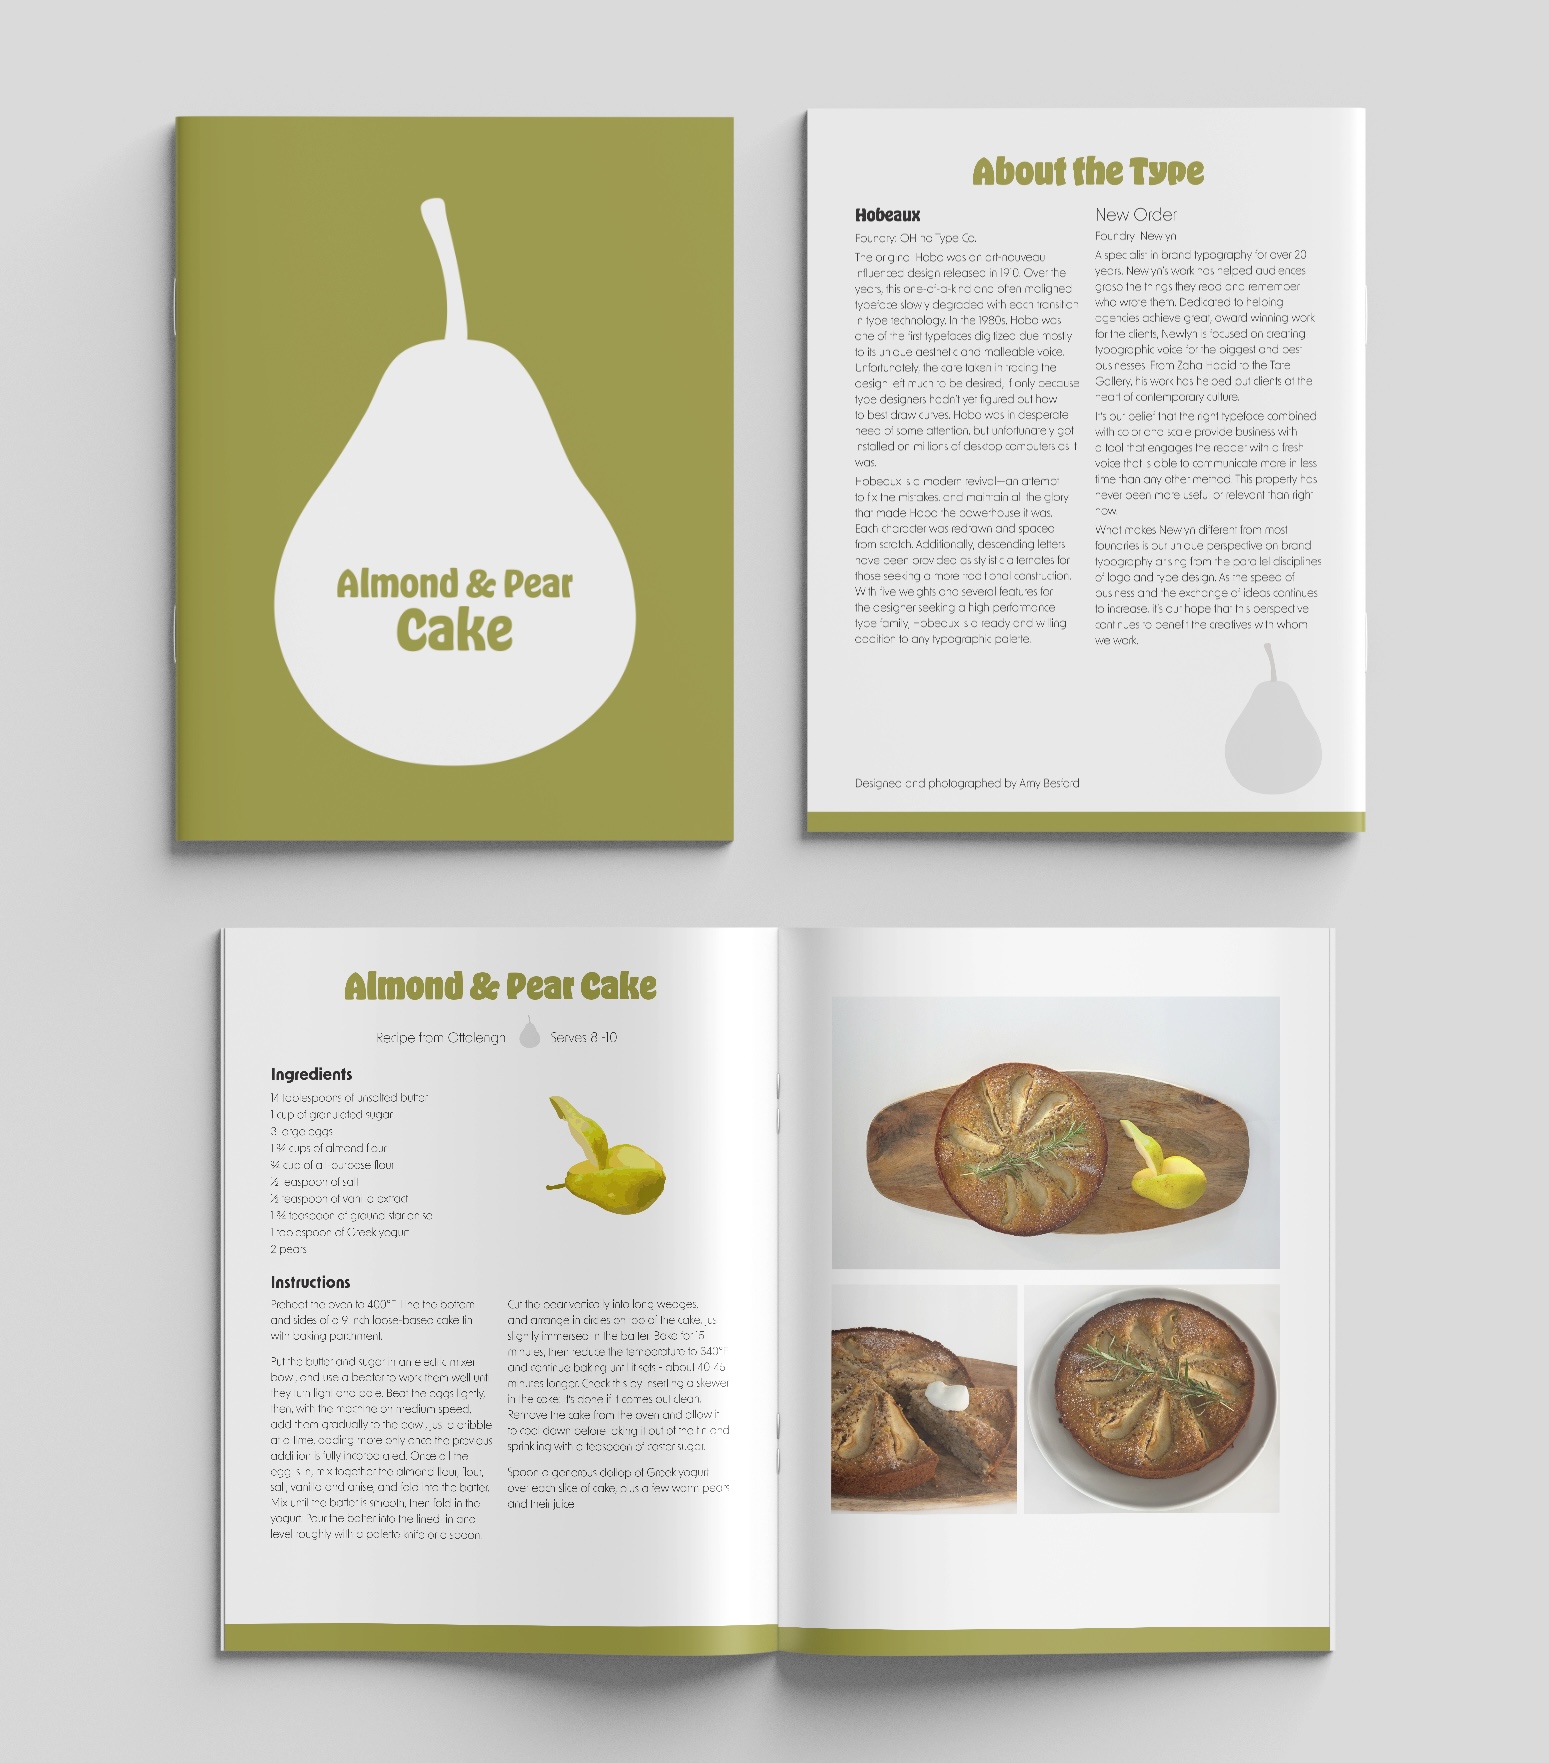 Almond & Pear
Cake
About the Type
Hobeaux
Foundry: OH no Type Co.
The original Hobo was an art-nouveau
influenced design released in 1910. Over the
years, this one-of-a-kind and often maligned
typeface slowly degraded with each transition
in type technology. In the 1980s, Hobo was
one of the first typefaces digitized due mostly
to its unique aesthetic and malleable voice.
Unfortunately, the care taken in tracing the
design left much to be desired, if only because
type designers hadn't yet figured out how
to best draw curves. Hobo was in desperate
need of some attention, but unfortunately got
installed on millions of desktop computers as it
was.
Hobeaux is a modern revival—an attempt
to fix the mistakes, and maintain all the glory
that made Hobo the powerhouse it was.
Each character was redrawn and spaced
from scratch. Additionally, descending letters
have been provided as stylistic alternates for
those seeking a more traditional construction.
With five weights and several features for
the designer seeking a high performance
type family, Hobeaux is a ready and willing
addition to any typographic palette.
New Order
Foundry: Newlyn
A specialist in brand typography for over 20
years, Newlyn's work has helped audiences
grasp the things they read and remember
who wrote them. Dedicated to helping
agencies achieve great, award winning work
for the clients, Newlyn is focused on creating
typographic voice for the biggest and best
businesses. From Zaha Hadid to the Tate
Gallery, his work has helped put clients at the
heart of contemporary culture.
It's our belief that the right typeface combined
with color and scale provide business with
a tool that engages the reader with a fresh
voice that is able to communicate more in less
time than any other method. This property has
never been more useful or relevant than right
now.
What makes Newlyn different from most
foundries is our unique perspective on brand
typography arising from the parallel disciplines
of logo and type design. As the speed of
business and the exchange of ideas continues
to increase, it's our hope that this perspective
continues to benefit the creatives with whom
we work.
Designed and photographed by Amy Besford
Almond & Pear Cake
Recipe from Ottolengh
Serves 8-10
Ingredients
14 tablespoons of unsalted butter
1 cup of granulated sugar
3 large eggs
1 ¾ cups of almond flour
¾ cup of all-purpose flour
½ teaspoon of salt
½ teaspoon of vanilla extract
1 ¾ teaspoon of ground star anise
1 tablespoon of Greek yogurt
2 pears
Instructions
Preheat the oven to 400°F. Line the bottom
and sides of a 9 inch loose-based cake tin
with baking parchment.
Put the butter and sugar in an electric mixer
bowl, and use a beater to work them well until
they turn light and pale. Beat the eggs lightly,
then, with the machine on medium speed,
add them gradually to the bowl, just a dribble
at a time, adding more only once the previous
addition is fully incorporated. Once all the
egg is in, mix together the almond flour, flour,
salt, vanilla and anise, and fold into the batter.
Mix until the batter is smooth, then fold in the
yogurt. Pour the batter into the lined tin and
level roughly with a palette knife or a spoon.
Cut the pear vertically into long wedges,
and arrange in circles on top of the cake, just
slightly immersed in the batter. Bake for 15
minutes, then reduce the temperature to 340°F
and continue baking until it sets - about 40-45
minutes longer. Check this by inserting a skewer
in the cake. It's done if it comes out clean.
Remove the cake from the oven and allow it
to cool down before taking it out of the tin and
sprinkling with a teaspoon of caster sugar.
Spoon a generous dollop of Greek yogurt
over each slice of cake, plus a few warm pears
and their juice